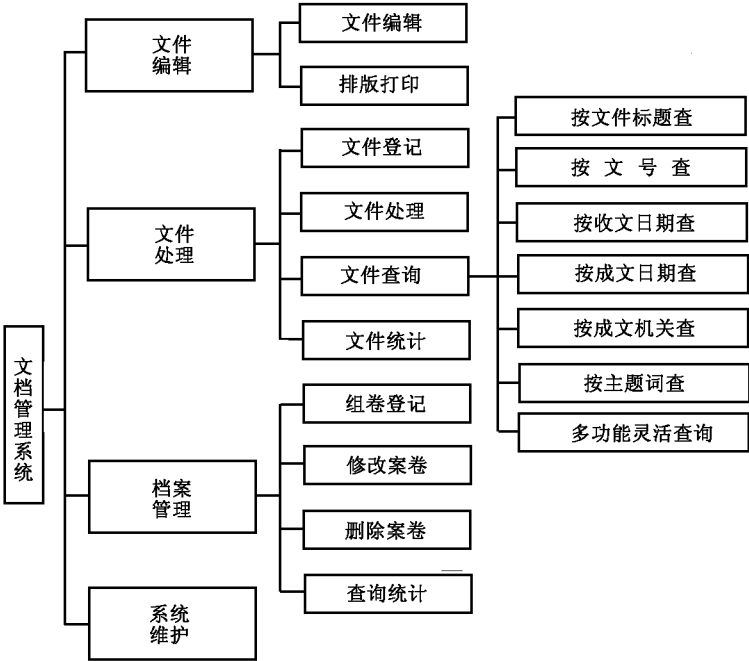 文档管理系统
文件
编辑
文件编辑
排版打印
文件
处理
文件登记
文件处理
文件查询
文件统计
按文件标题查
按 文 号 查
按收文日期查
按成文日期查
按成文机关查
按主题词查
多功能灵活查询
档案
管理
组卷登记
修改案卷
删除案卷
查询统计
系统
维护